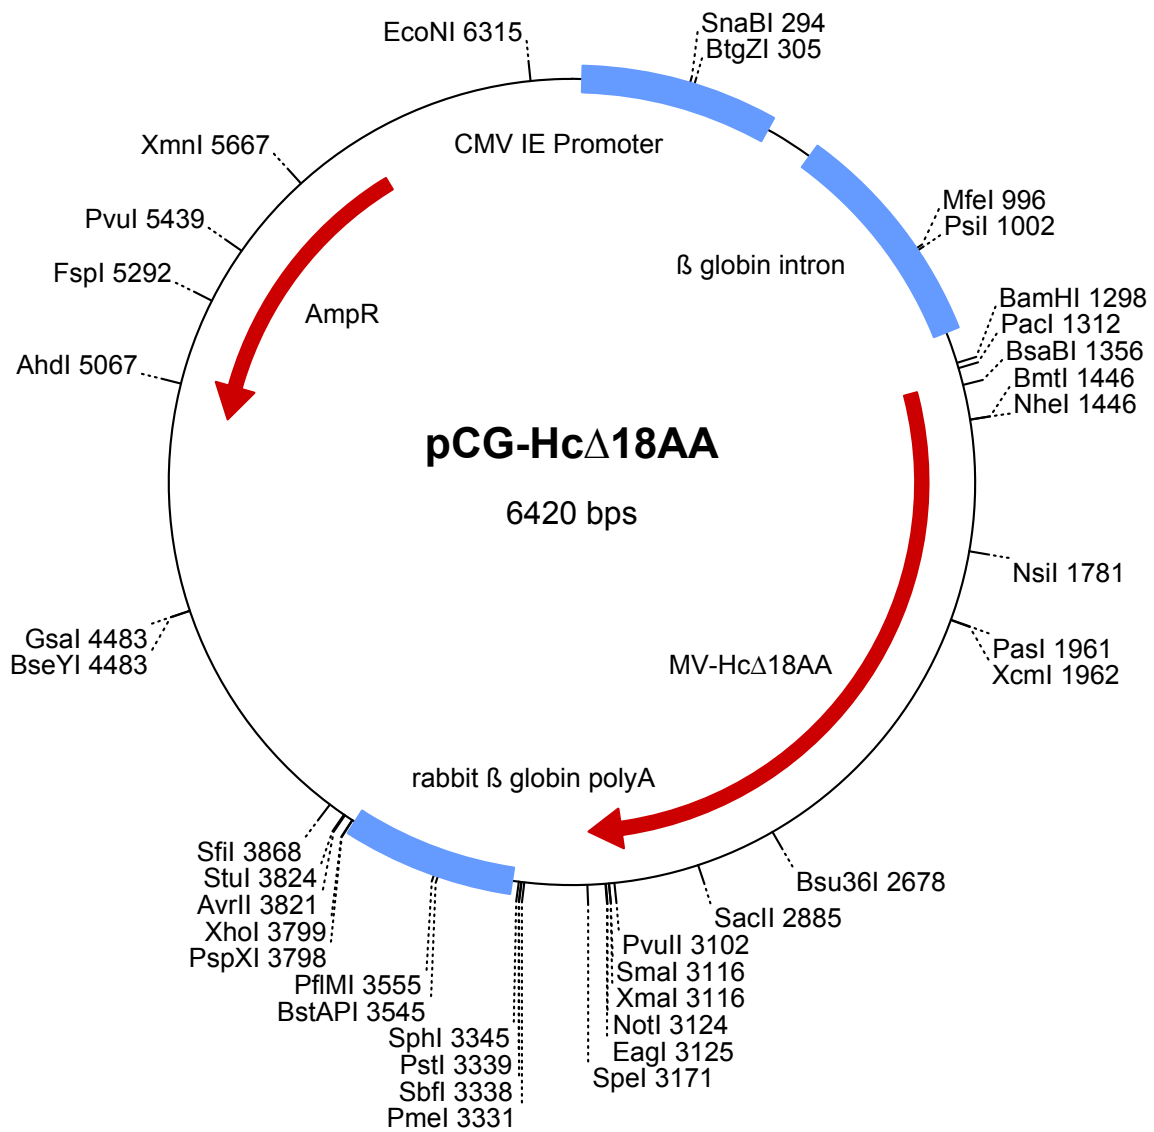 EcoNI 6315
SnaBI 294
BtgZI 305
XmnI 5667
CMV IE Promoter
PvuI 5439
MfeI 996
PsiI 1002
FspI 5292
ß globin intron
BamHI 1298
AmpR
PacI 1312
BsaBI 1356
AhdI 5067
BmtI 1446
NheI 1446
pCG-Hc∆18AA
6420 bps
NsiI 1781
GsaI 4483
BseYI 4483
PasI 1961
XcmI 1962
MV-Hc∆18AA
rabbit ß globin polyA
SfiI 3868
StuI 3824
AvrII 3821
XhoI 3799
PspXI 3798
PflMI 3555
BstAPI 3545
SphI 3345
PstI 3339
SbfI 3338
PmeI 3331
Bsu36I 2678
SacII 2885
PvuII 3102
SmaI 3116
XmaI 3116
NotI 3124
EagI 3125
SpeI 3171